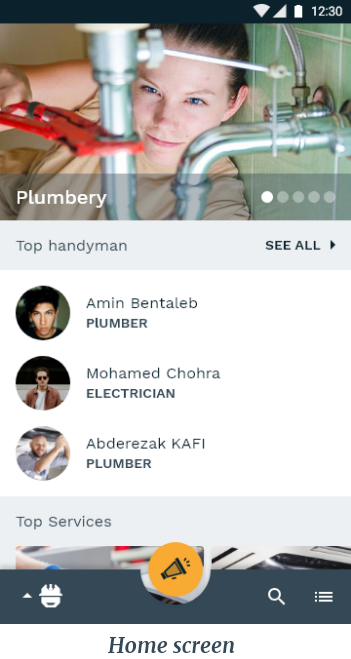 12:30
Plumbery
Top handyman
SEE ALL
Amin Bentaleb
PlUMBER
Mohamed Chohra
ELECTRICIAN
Abderezak KAFI
PLUMBER
Top Services
Home screen